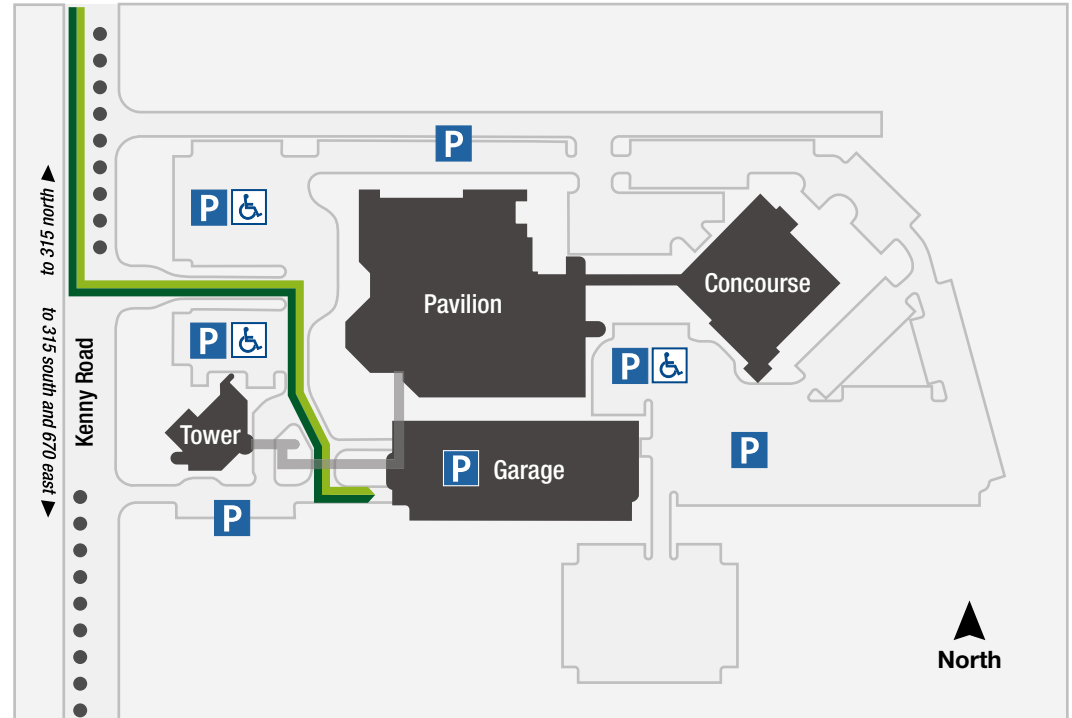 P
P
Concourse
Pavilion
to 315 north
to 315 south and 670 east
Kenny Road
P
P
Tower
P
P
Garage
P
North